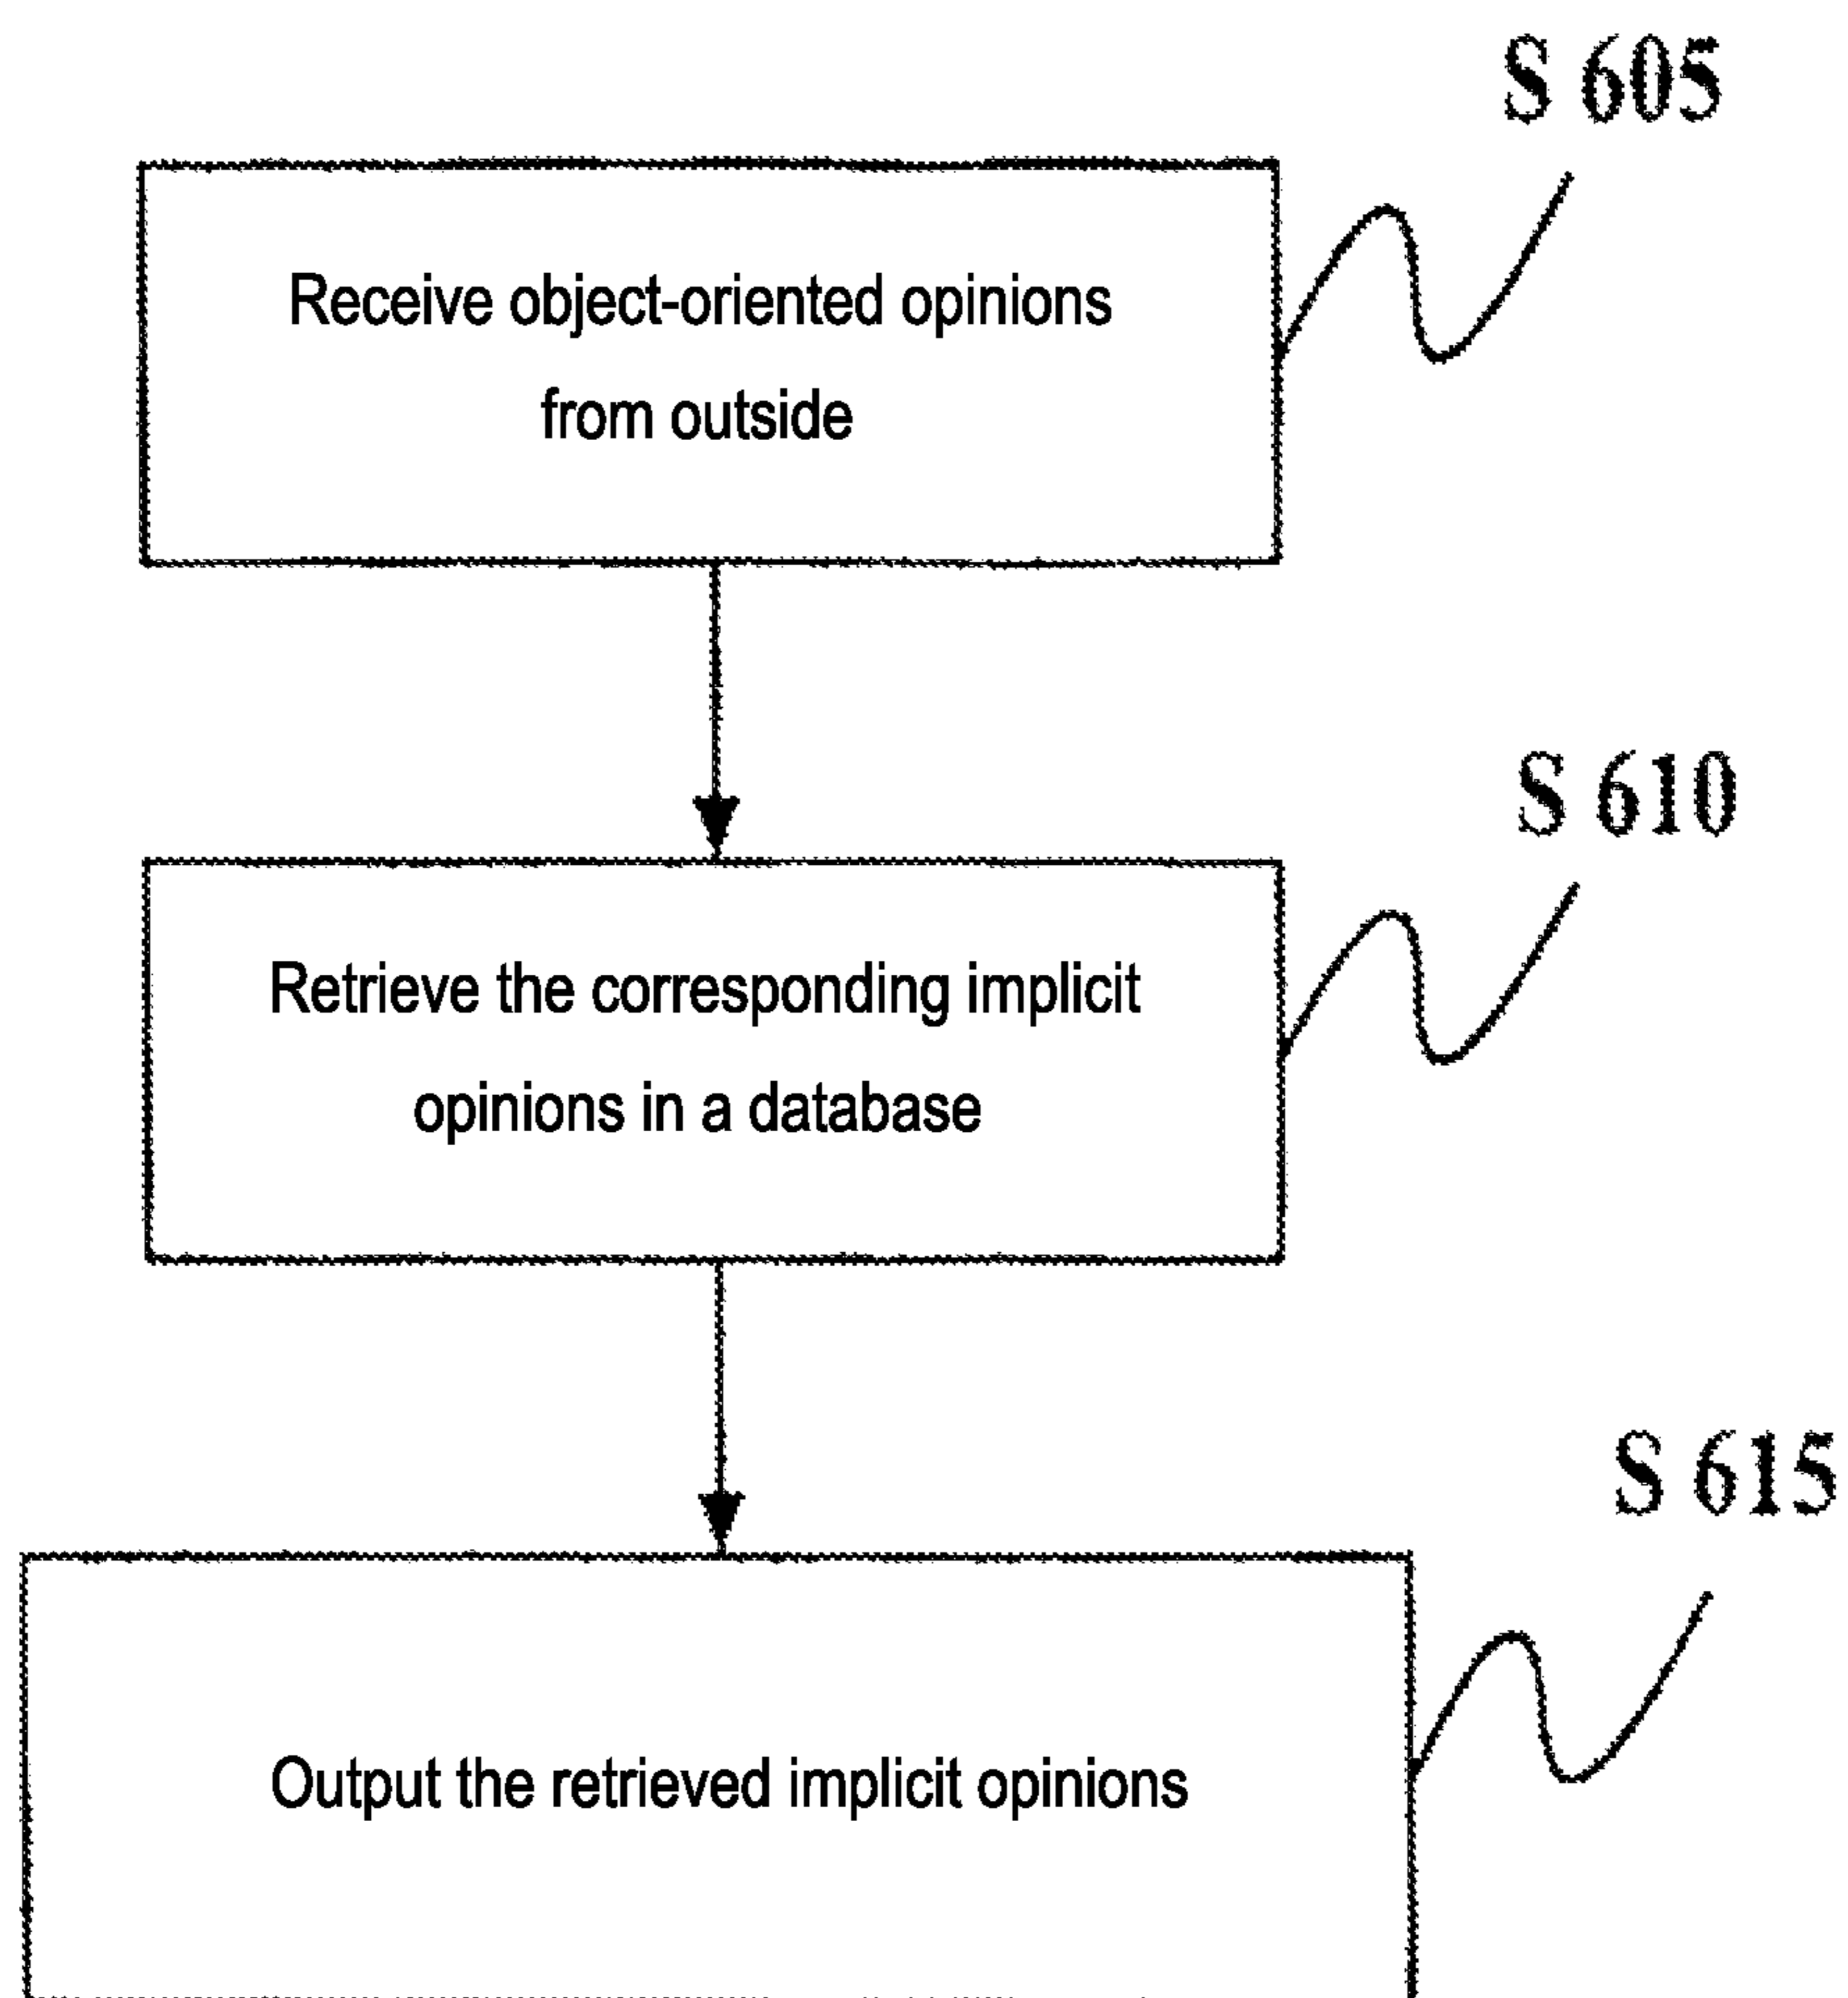 S 605
Receive object-oriented opinions
from outside
S 610
Retrieve the corresponding implicit
opinions in a database
S 615
Output the retrieved implicit opinions